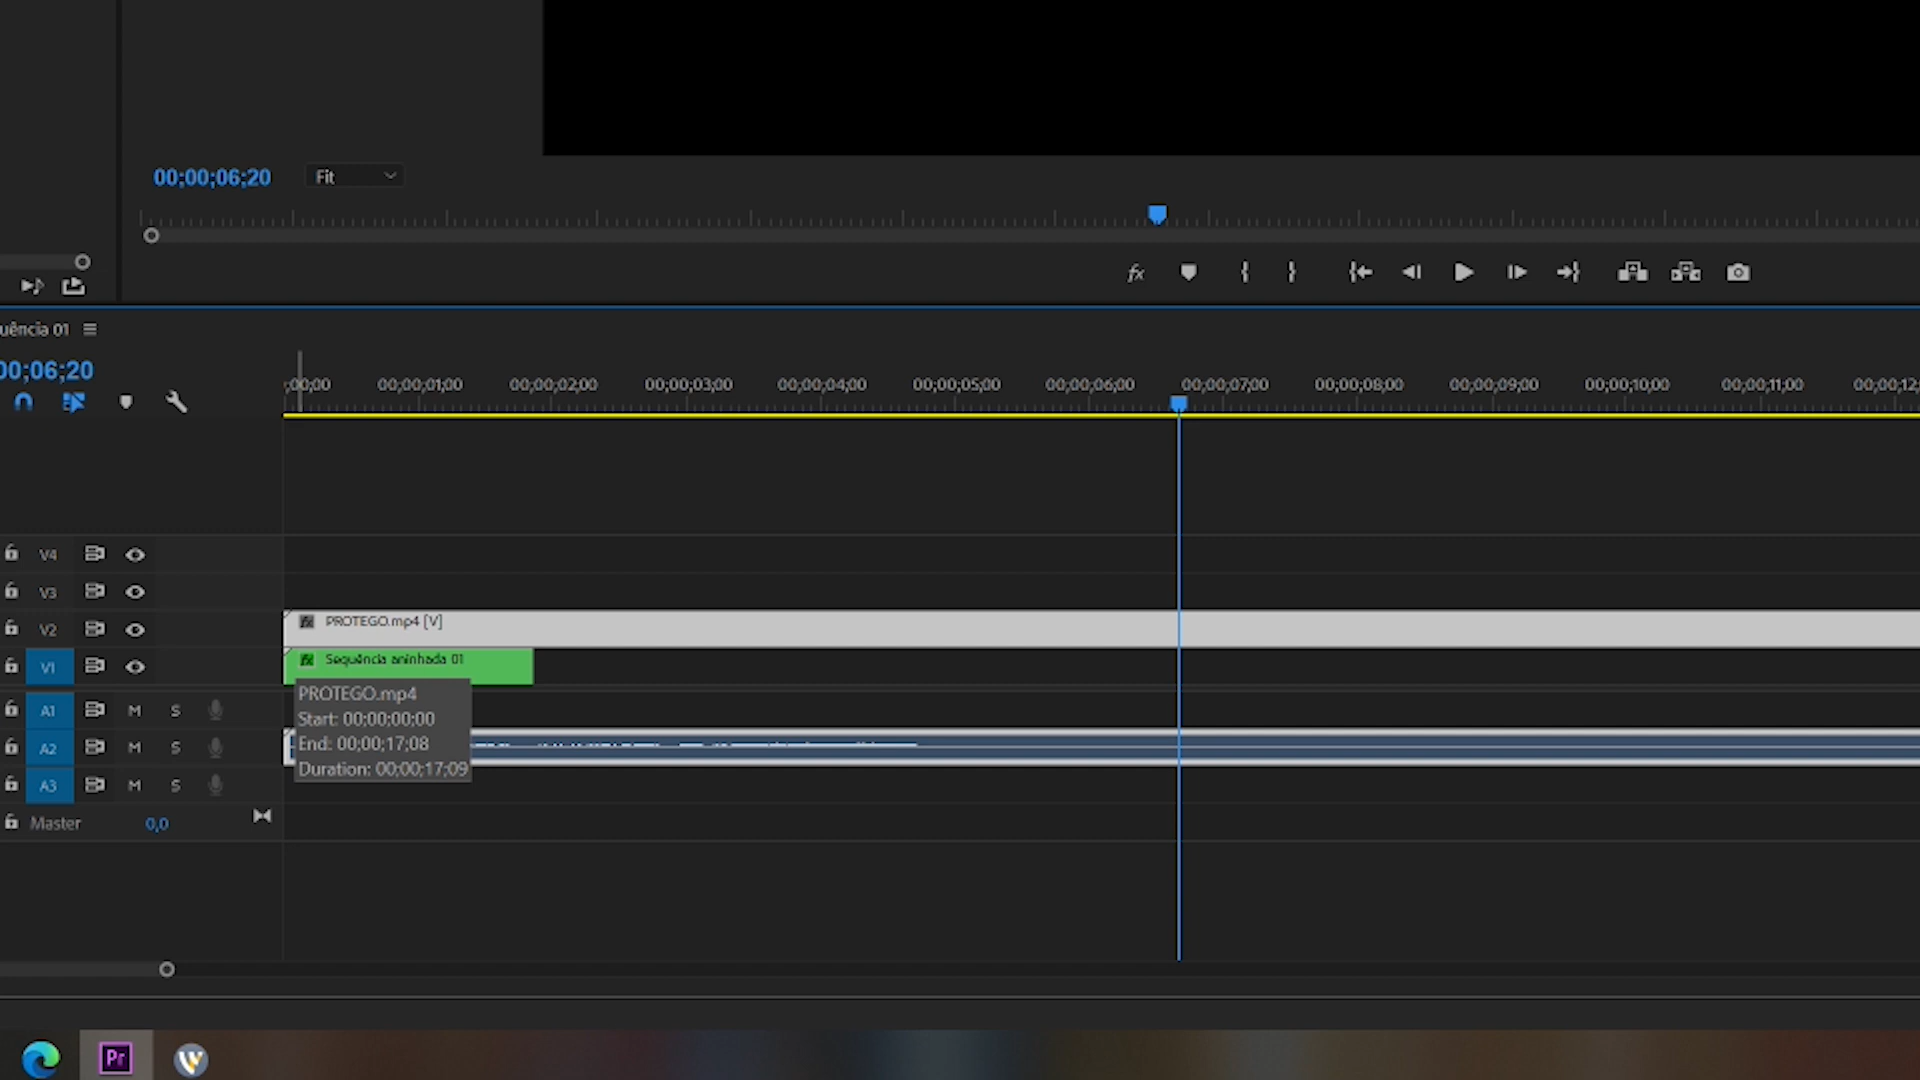 00;00;06;20 Fit
uência 01
00;06;20
;00;00 00;00;01;00 00;00;02;00 00;00;03;00 00;00;04;00 00;00;05;00 00;00;06;00 00;00;07;00 00;00;08;00 00;00;09;00 00;00;10;00 00;00;11;00 00;00;12;
V4
V3
V2 fx PROTEGO.mp4 [V]
V1 fx Sequência aninhada 01
PROTEGO.mp4
Start: 00;00;00;00
End: 00;00;17;08
Duration: 00;00;17;09
A1 M S
A2 M S
A3 M S
Master 0,0
Pr